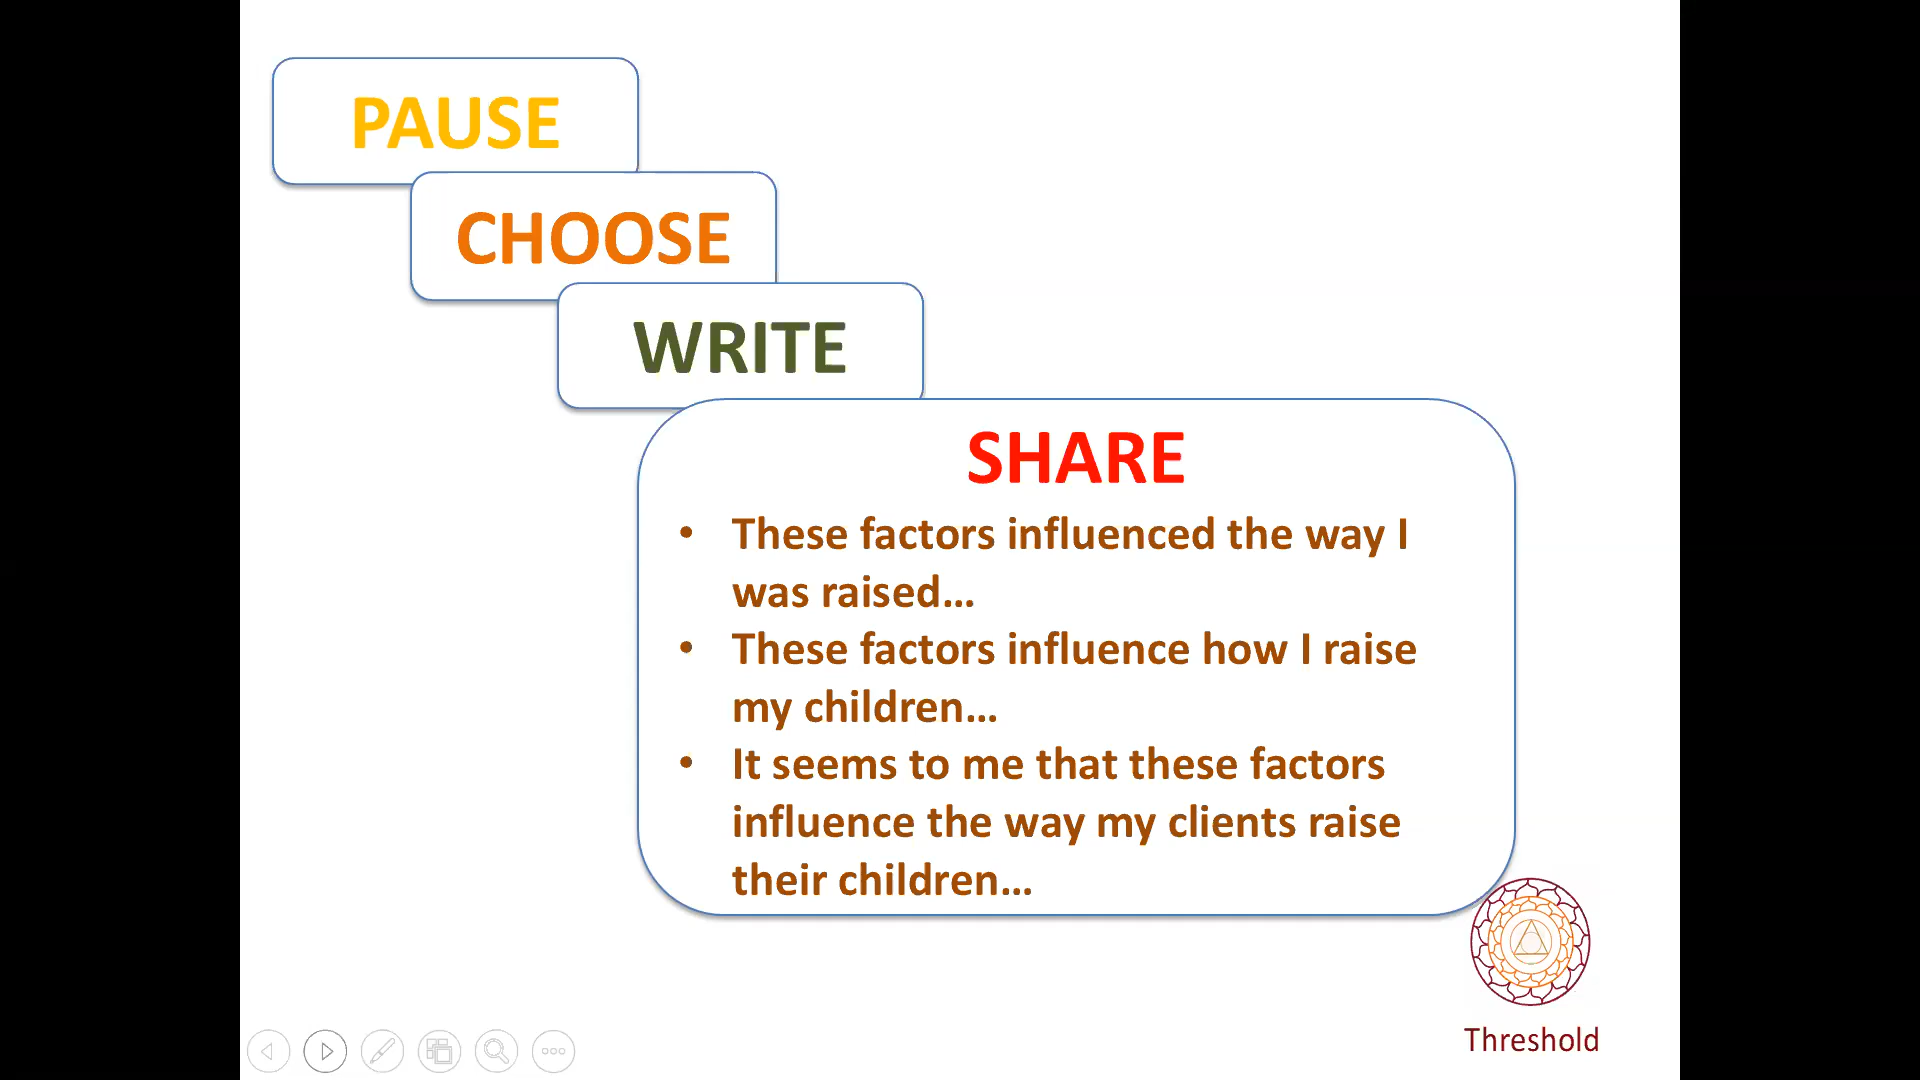 PAUSE
CHOOSE
WRITE
SHARE
• These factors influenced the way I
was raised...
• These factors influence how I raise
my children...
• It seems to me that these factors
influence the way my clients raise
their children...
Threshold